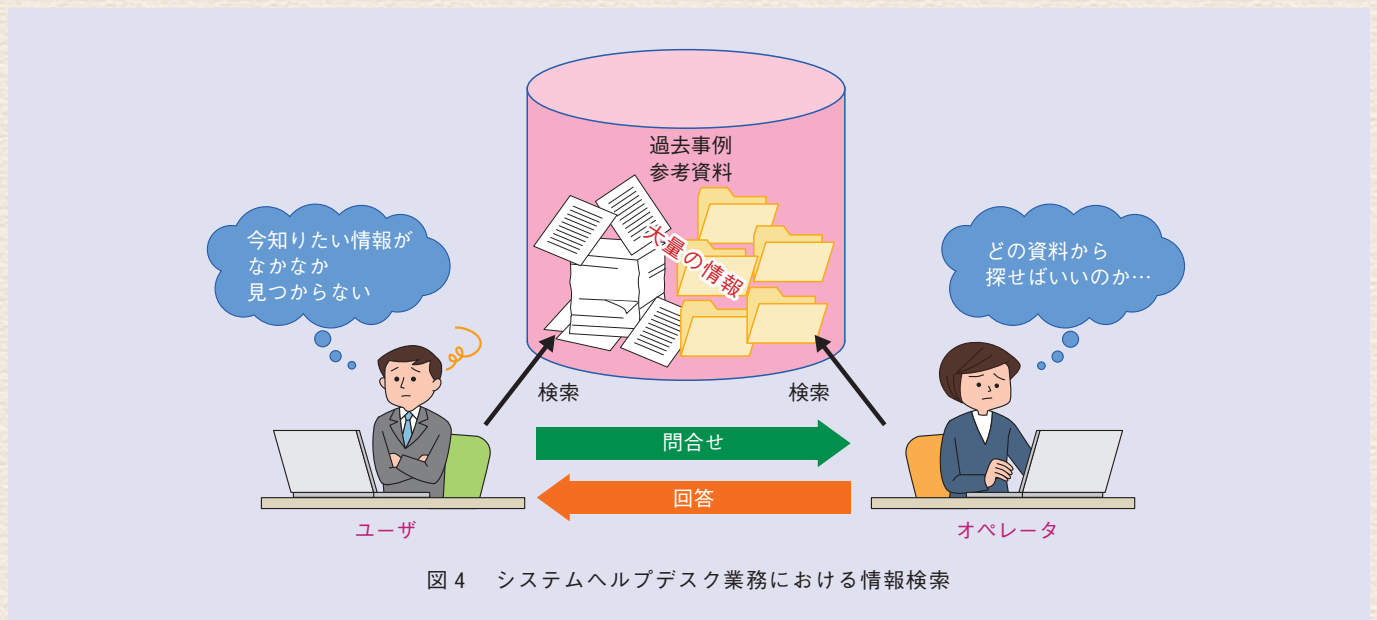 過去事例
参考資料
大量の情報
今知りたい情報が
なかなか
見つからない
どの資料から
探せばいいのか…
検索
検索
問合せ
回答
ユーザ
オペレータ
図4 システムヘルプデスク業務における情報検索